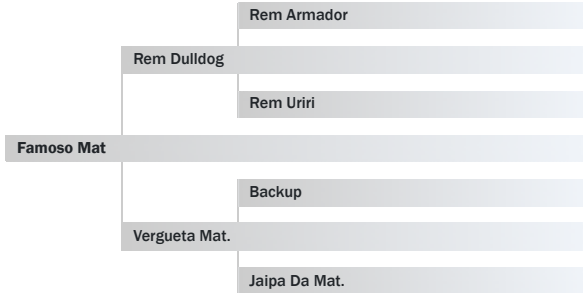 Rem Armador
Rem Dulldog
Rem Uriri
Famoso Mat
Backup
Vergueta Mat.
Jaipa Da Mat.